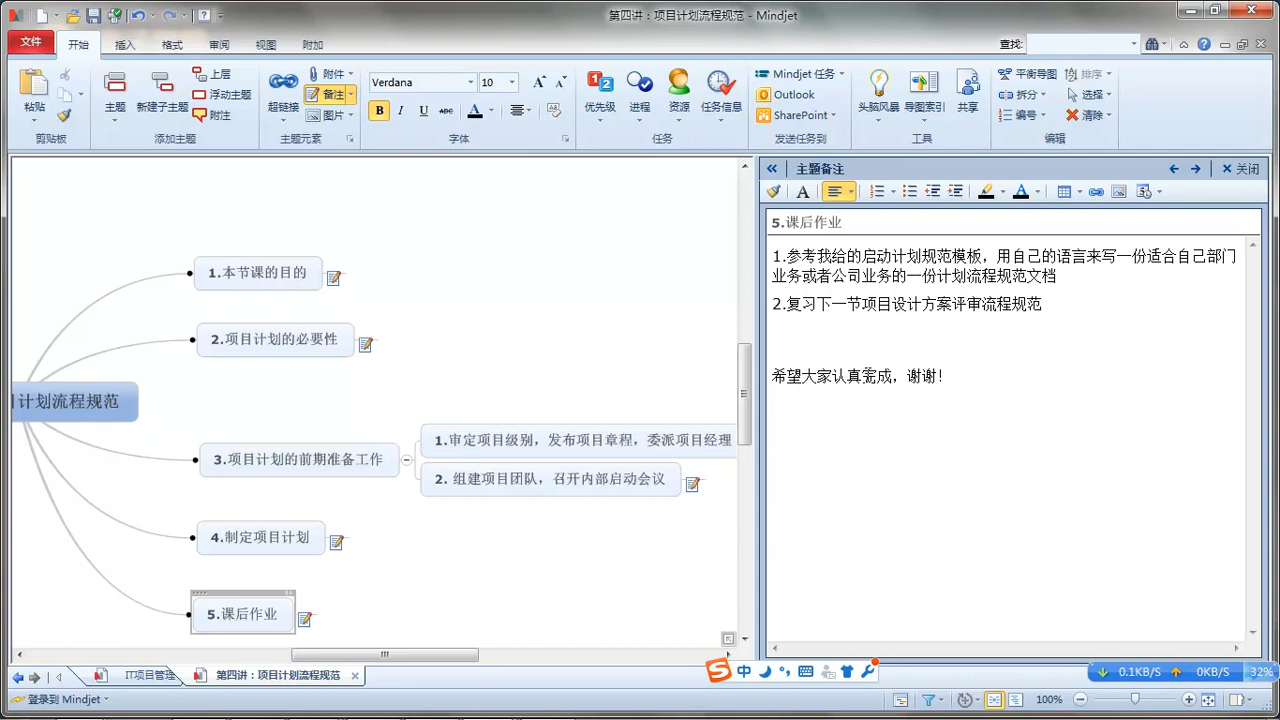 第四讲：项目计划流程规范 - Mindjet
文件 开始 插入 格式 审阅 视图 附加 查找:
粘贴 主题 新建子主题 上层 浮动主题 附注 超链接 附件 备注 图片 Verdana 10 优先级 进程 资源 任务信息 Mindjet 任务 Outlook SharePoint 头脑风暴 导图索引 共享 平衡导图 排序 拆分 选择 编号 清除
B I U abc A
剪贴板 添加主题 主题元素 字体 任务 发送任务到 工具 编辑
主题备注 关闭
5.课后作业
1.参考我给的启动计划规范模板，用自己的语言来写一份适合自己部门
业务或者公司业务的一份计划流程规范文档
2.复习下一节项目设计方案评审流程规范
希望大家认真完成，谢谢！
1.本节课的目的
2.项目计划的必要性
计划流程规范
3.项目计划的前期准备工作
1.审定项目级别，发布项目章程，委派项目经理
2. 组建项目团队，召开内部启动会议
4.制定项目计划
5.课后作业
IT项目管理 第四讲：项目计划流程规范
中 0.1KB/S 0KB/S 32%
登录到 Mindjet 100%